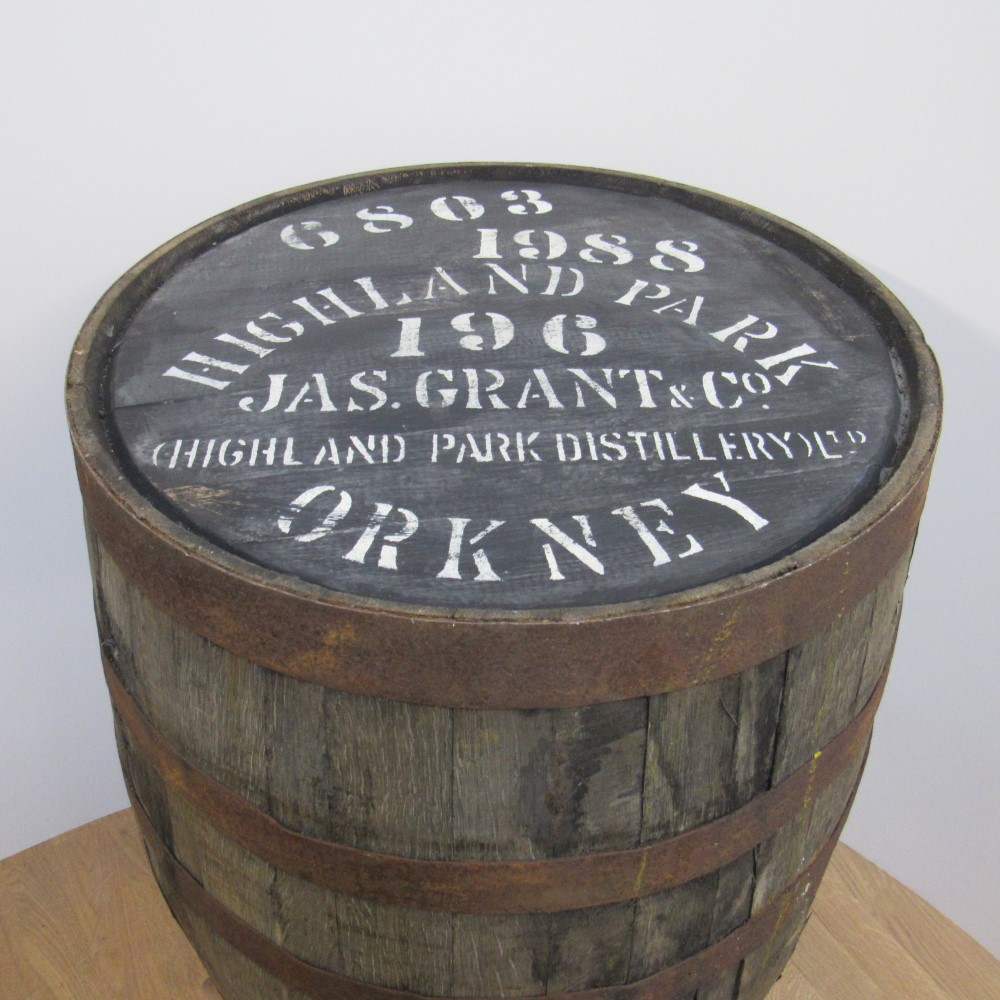 6803
1988
HIGHLAND PARK
196
JAS. GRANT & Co.
(HIGHLAND PARK DISTILLERY) LTD
ORKNEY